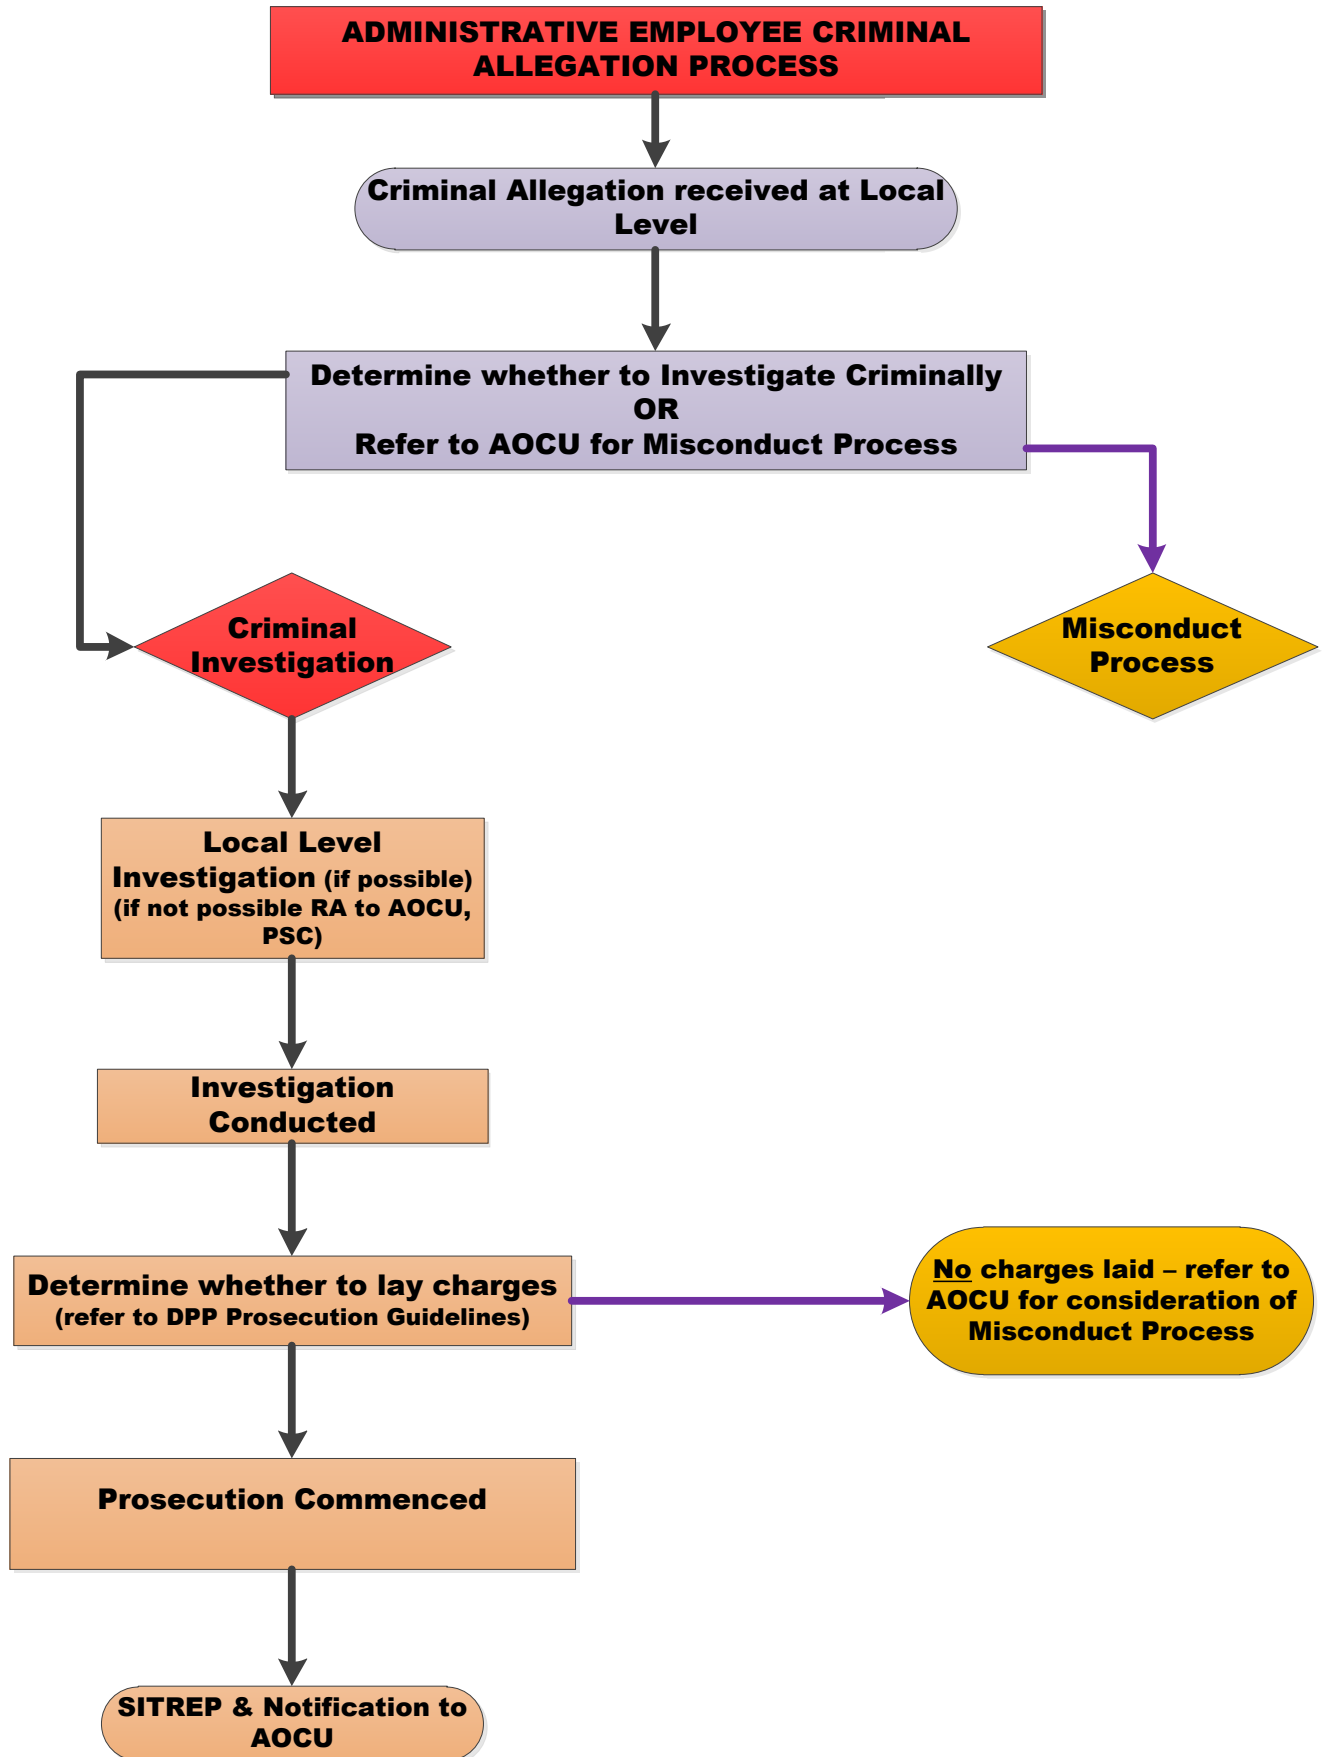 ADMINISTRATIVE EMPLOYEE CRIMINAL
ALLEGATION PROCESS
Criminal Allegation received at Local
Level
Determine whether to Investigate Criminally
OR
Refer to AOCU for Misconduct Process
Criminal
Investigation
Misconduct
Process
Local Level
Investigation (if possible)
(if not possible RA to AOCU,
PSC)
Investigation
Conducted
Determine whether to lay charges
(refer to DPP Prosecution Guidelines)
No charges laid – refer to
AOCU for consideration of
Misconduct Process
Prosecution Commenced
SITREP & Notification to
AOCU